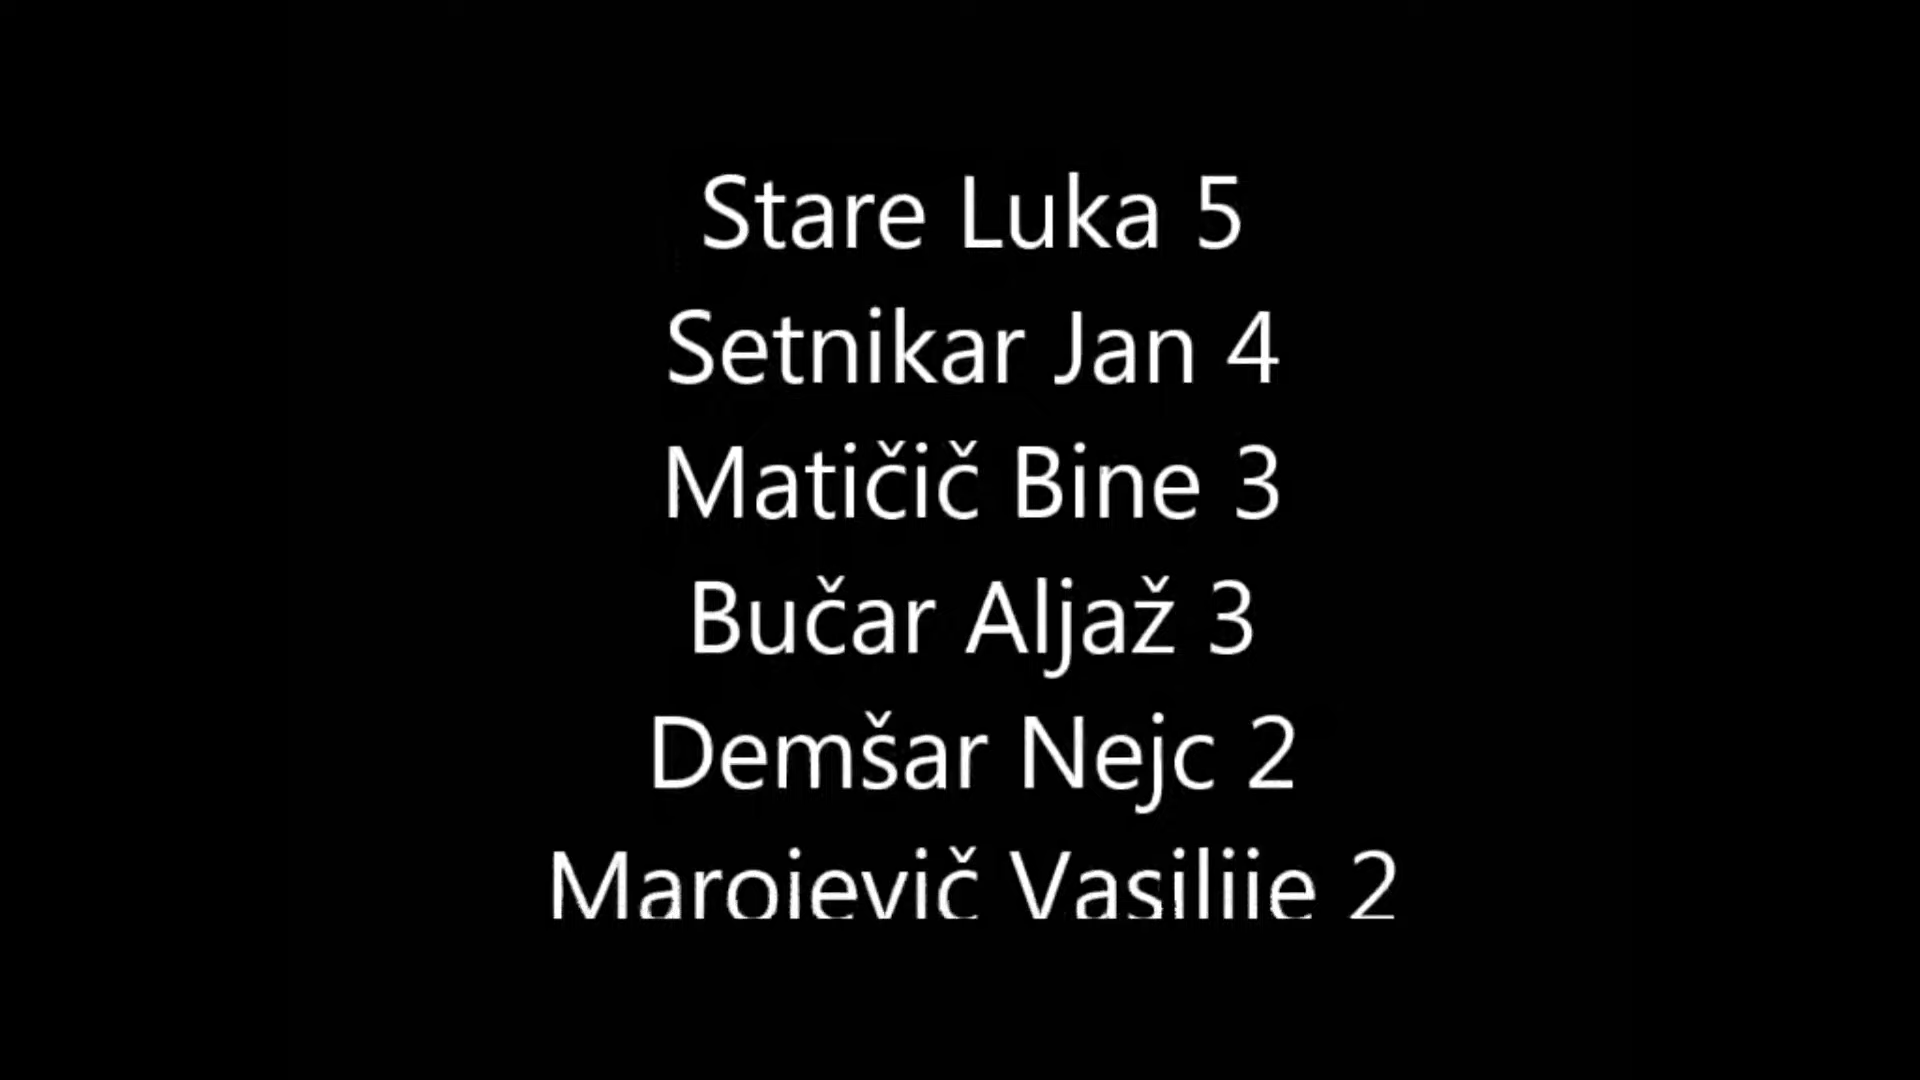 Stare Luka 5
Setnikar Jan 4
Matičič Bine 3
Bučar Aljaž 3
Demšar Nejc 2
Marojevič Vasilije 2